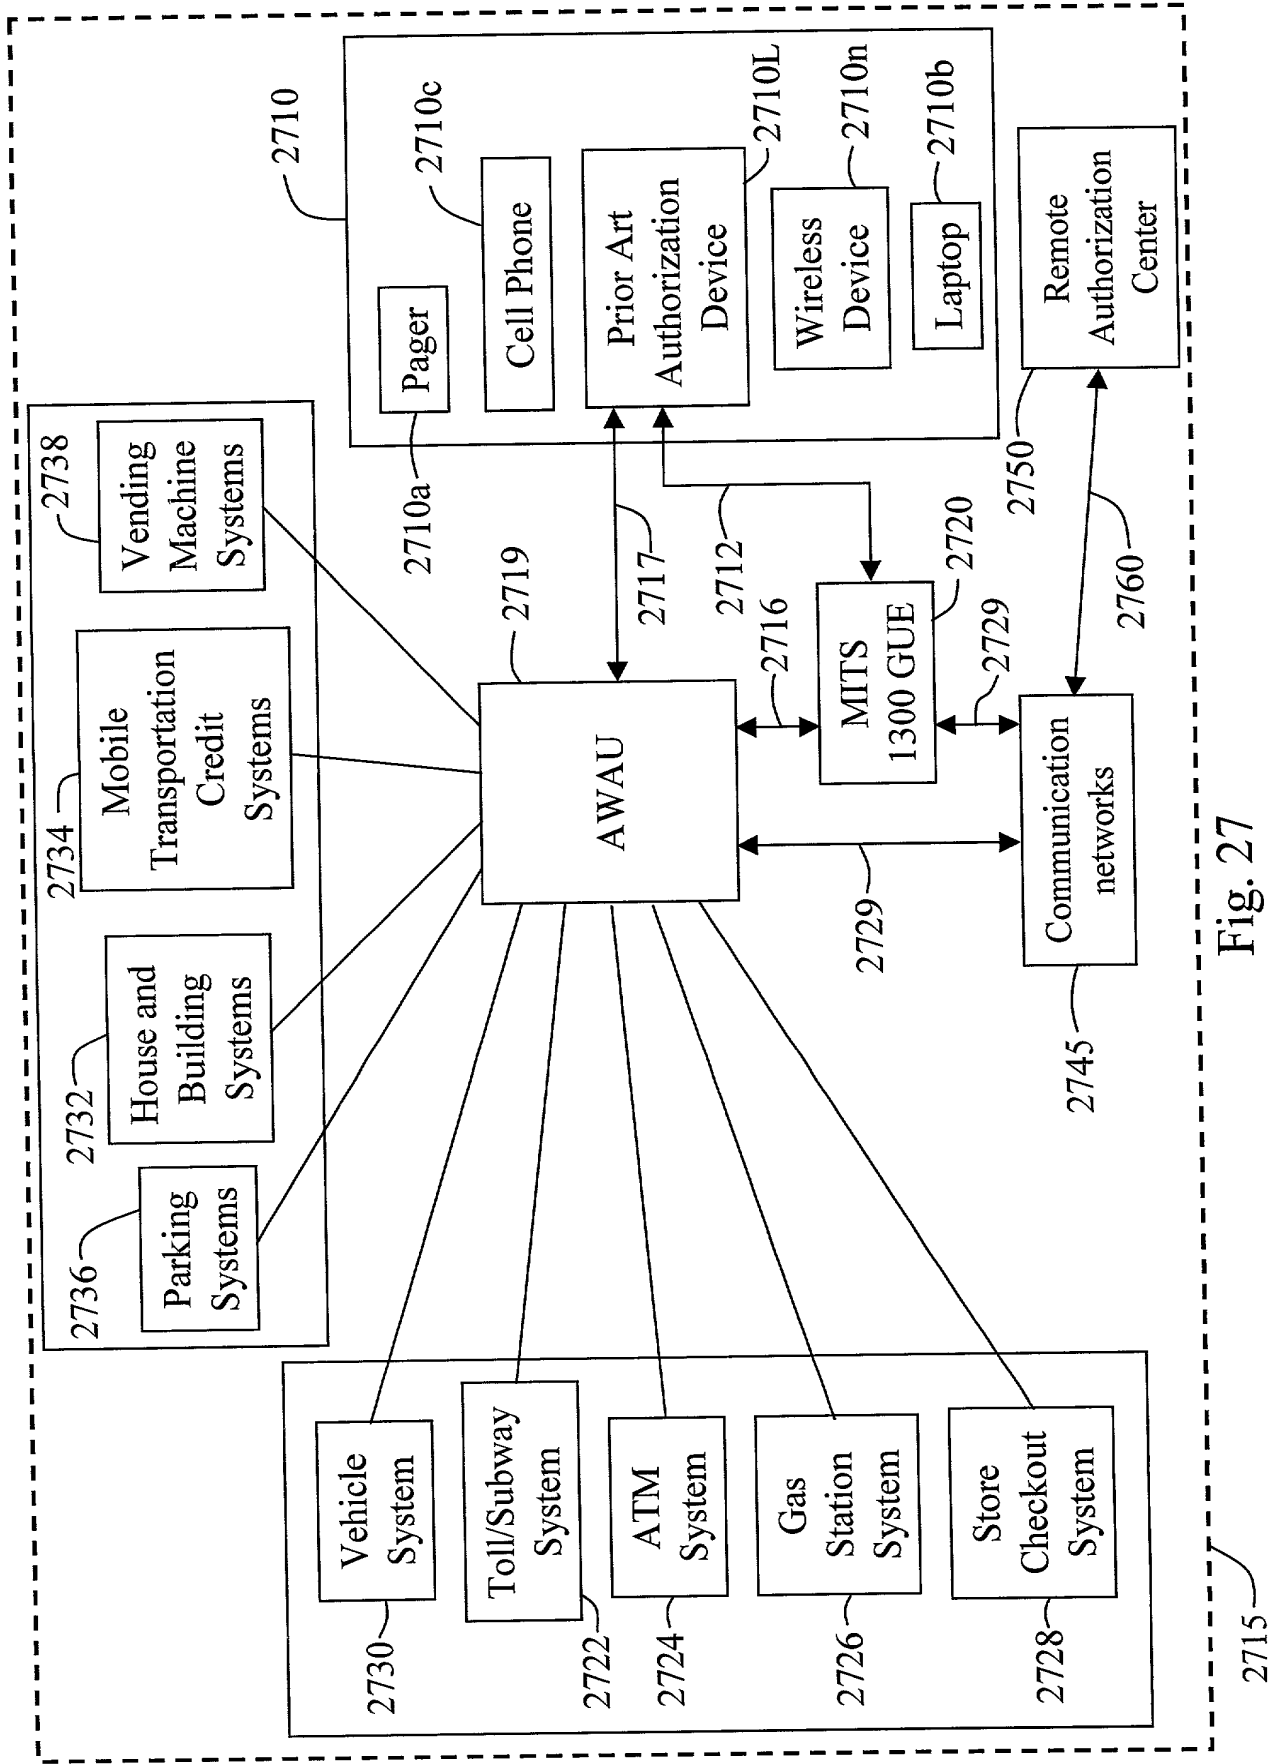 2736
Parking
Systems
2732
House and
Building
Systems
2734
Mobile
Transportation
Credit
Systems
2738
Vending
Machine
Systems
2710
2710a
Pager
2710c
Cell Phone
Prior Art
Authorization
Device
2710L
Wireless
Device
2710n
Laptop
2710b
2730
Vehicle
System
2722
Toll/Subway
System
2724
ATM
System
2726
Gas
Station
System
2728
Store
Checkout
System
2719
AWAU
2717
2712
2716
MITS
1300 GUE
2720
2729
2729
2745
Communication
networks
2750
Remote
Authorization
Center
2760
2715
Fig. 27